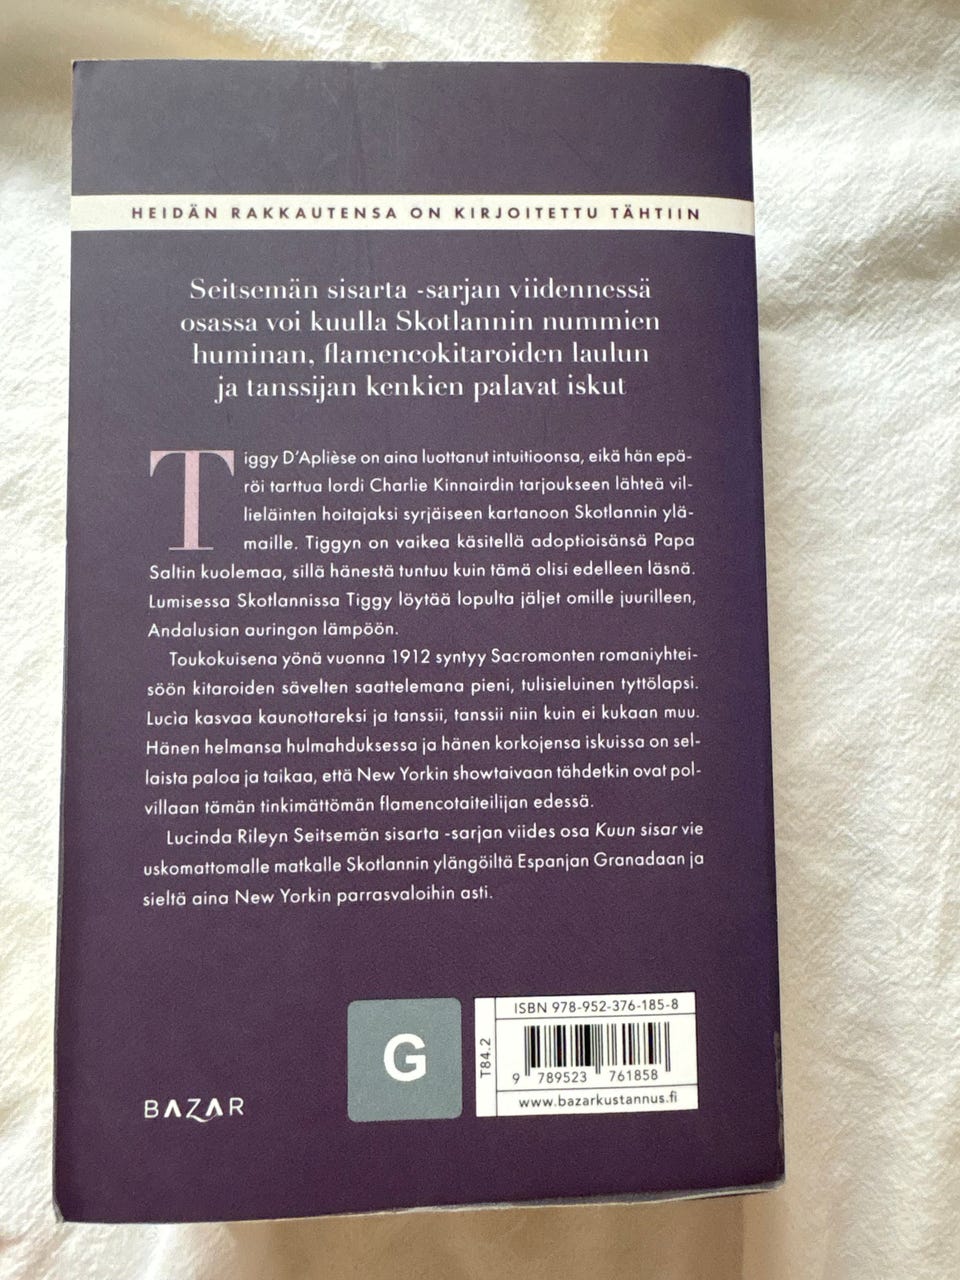 HEIDÄN RAKKAUTENSA ON KIRJOITETTU TÄHTIIN
Seitsemän sisarta -sarjan viidennessä
osassa voi kuulla Skotlannin nummien
huminan, flamencokitaroiden laulun
ja tanssijan kenkien palavat iskut
Tiggy D'Aplièse on aina luottanut intuitioonsa, eikä hän epä-
röi tarttua lordi Charlie Kinnairdin tarjoukseen lähteä vil-
lieläinten hoitajaksi syrjäiseen kartanoon Skotlannin ylä-
maille. Tiggyn on vaikea käsitellä adoptioisänsä Papa
Saltin kuolemaa, sillä hänestä tuntuu kuin tämä olisi edelleen läsnä.
Lumisessa Skotlannissa Tiggy löytää lopulta jäljet omille juurilleen,
Andalusian auringon lämpöön.
Toukokuisena yönä vuonna 1912 syntyy Sacromonten romaniyhtei-
söön kitaroiden sävelten saattelemana pieni, tulisieluinen tyttölapsi.
Lucìa kasvaa kaunottareksi ja tanssii, tanssii niin kuin ei kukaan muu.
Hänen helmansa hulmahduksessa ja hänen korkojensa iskuissa on sel-
laista paloa ja taikaa, että New Yorkin showtaivaan tähdetkin ovat pol-
villaan tämän tinkimättömän flamencotaiteilijan edessä.
Lucinda Rileyn Seitsemän sisarta -sarjan viides osa Kuun sisar vie
uskomattomalle matkalle Skotlannin ylängöiltä Espanjan Granadaan ja
sieltä aina New Yorkin parrasvaloihin asti.
BAZAR
G
T84.2
ISBN 978-952-376-185-8
9 789523 761858
www.bazarkustannus.fi